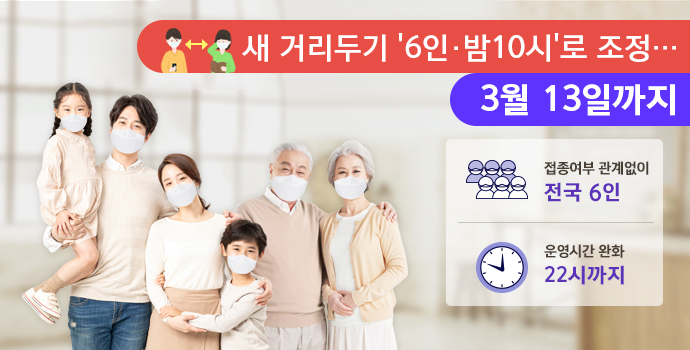 새 거리두기 '6인·밤10시'로 조정…
3월 13일까지
접종여부 관계없이
전국 6인
운영시간 완화
22시까지